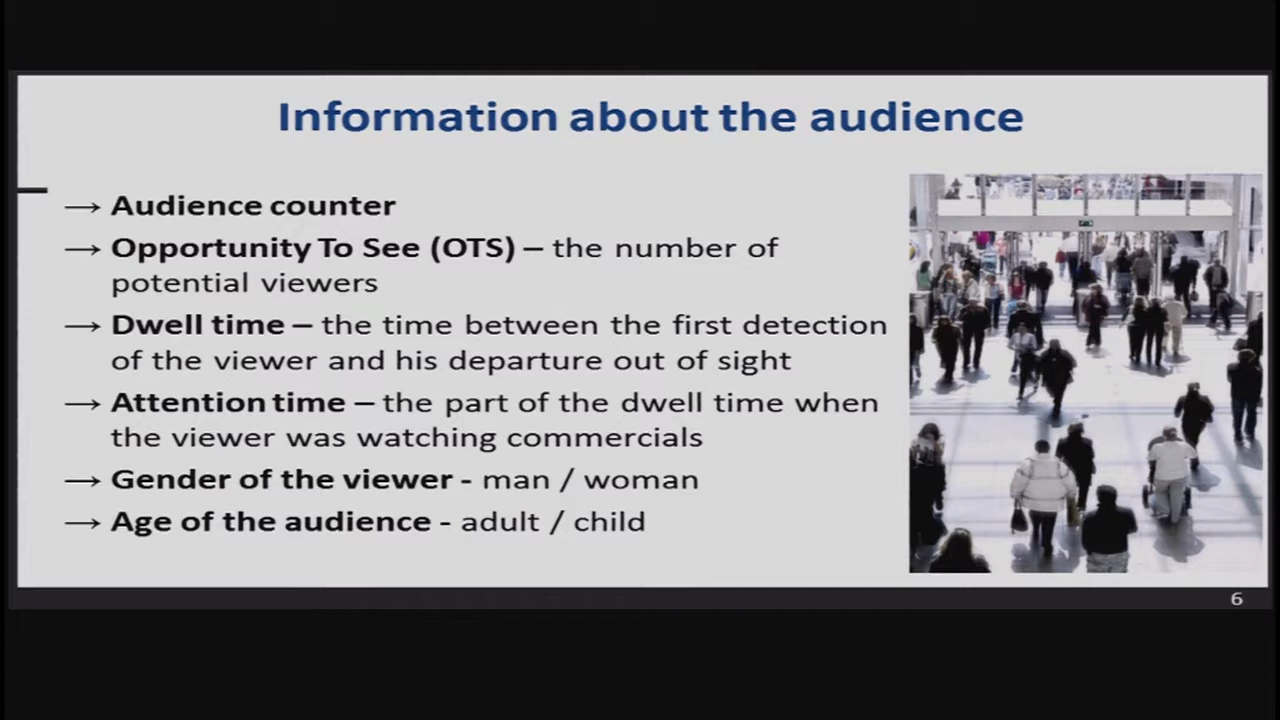 Information about the audience
→ Audience counter
→ Opportunity To See (OTS) – the number of
potential viewers
→ Dwell time – the time between the first detection
of the viewer and his departure out of sight
→ Attention time – the part of the dwell time when
the viewer was watching commercials
→ Gender of the viewer - man / woman
→ Age of the audience - adult / child
6